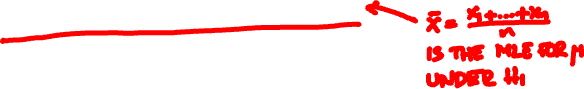 X̄ = x₁+...+xₙ / n
IS THE MLE FOR μ
UNDER H₁